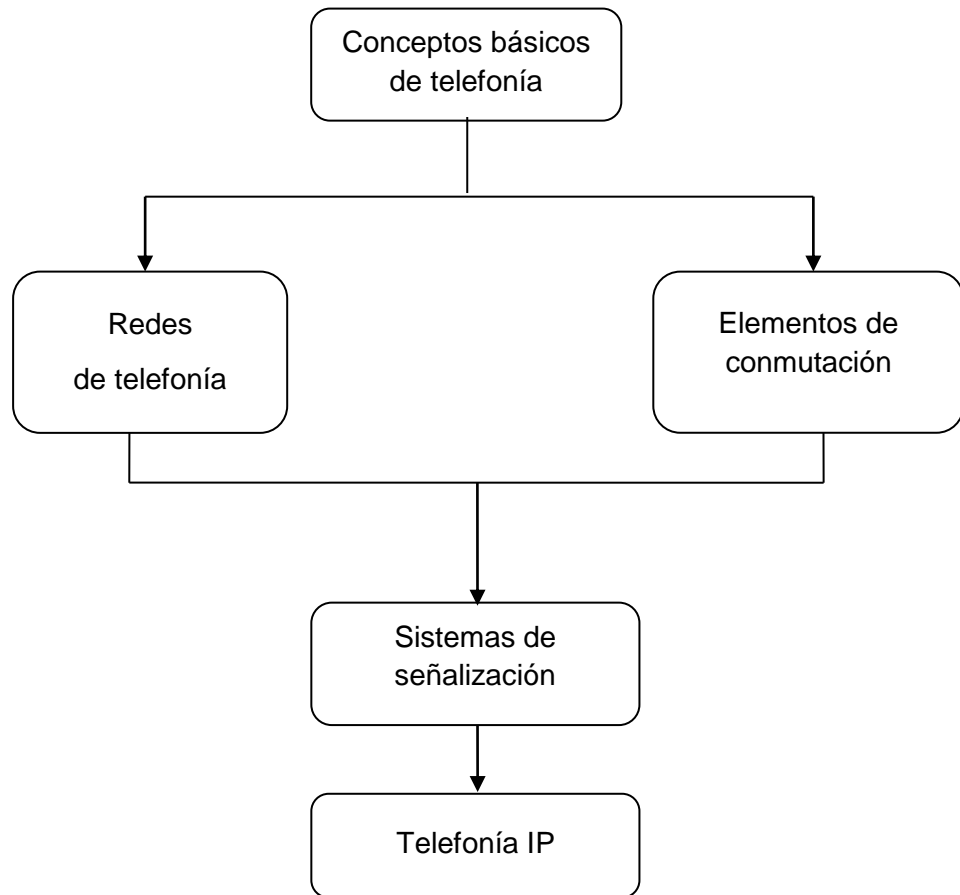 Conceptos básicos
de telefonía
Redes
de telefonía
Elementos de
conmutación
Sistemas de
señalización
Telefonía IP